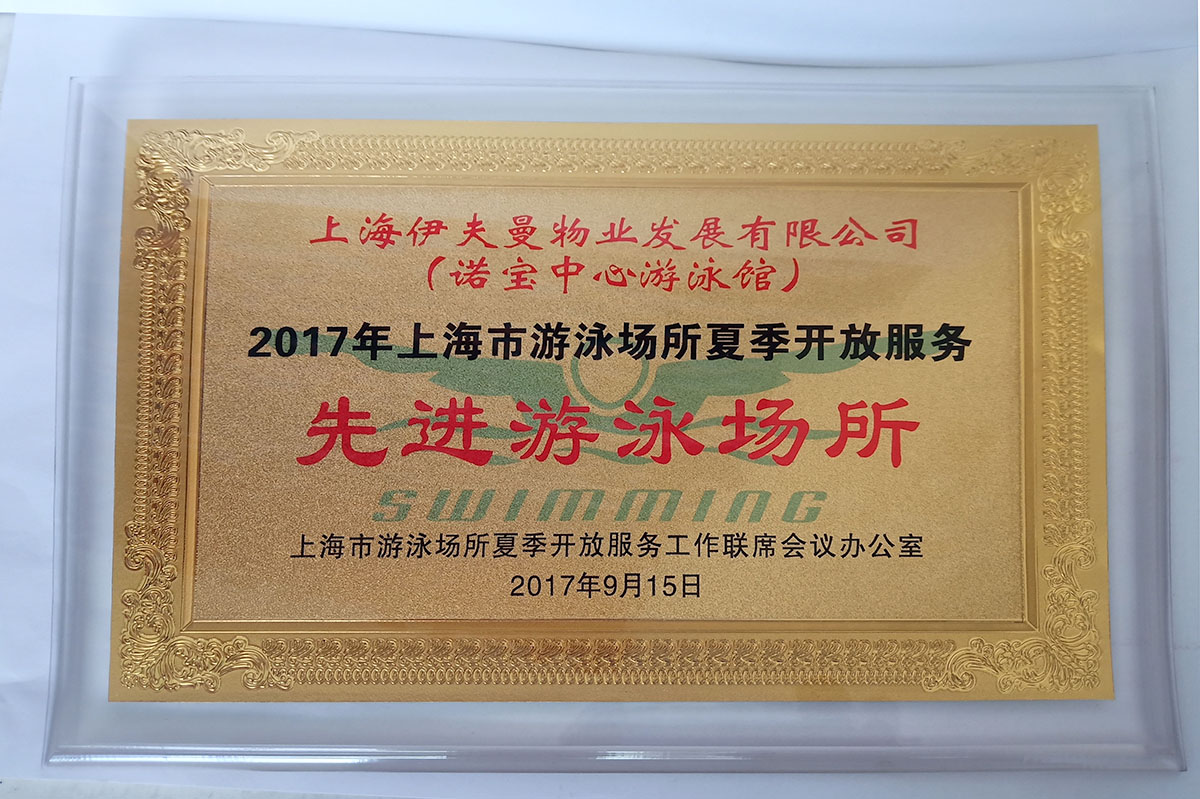 上海伊夫曼物业发展有限公司
（诺宝中心游泳馆）
2017年上海市游泳场所夏季开放服务
先进游泳场所
SWIMMING
上海市游泳场所夏季开放服务工作联席会议办公室
2017年9月15日